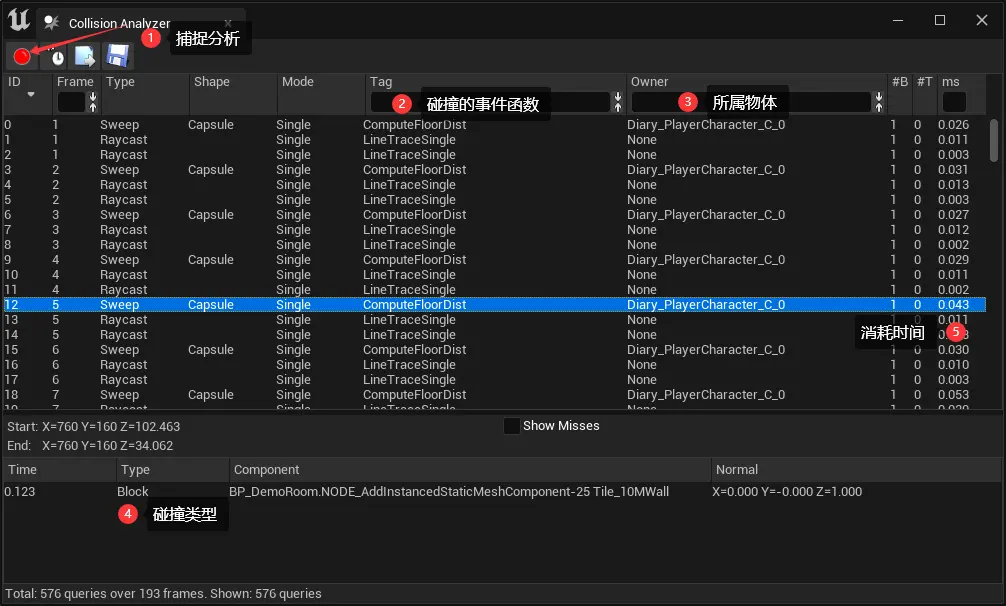 Collision Analyzer
1 捕捉分析
ID Frame Type Shape Mode Tag Owner #B #T ms
2 碰撞的事件函数 3 所属物体
0 1 Sweep Capsule Single ComputeFloorDist Diary_PlayerCharacter_C_0 1 0 0.026
1 1 Raycast Single LineTraceSingle None 1 0 0.011
2 1 Raycast Single LineTraceSingle None 1 0 0.003
3 2 Sweep Capsule Single ComputeFloorDist Diary_PlayerCharacter_C_0 1 0 0.031
4 2 Raycast Single LineTraceSingle None 1 0 0.013
5 2 Raycast Single LineTraceSingle None 1 0 0.003
6 3 Sweep Capsule Single ComputeFloorDist Diary_PlayerCharacter_C_0 1 0 0.027
7 3 Raycast Single LineTraceSingle None 1 0 0.012
8 3 Raycast Single LineTraceSingle None 1 0 0.002
9 4 Sweep Capsule Single ComputeFloorDist Diary_PlayerCharacter_C_0 1 0 0.029
10 4 Raycast Single LineTraceSingle None 1 0 0.011
11 4 Raycast Single LineTraceSingle None 1 0 0.002
12 5 Sweep Capsule Single ComputeFloorDist Diary_PlayerCharacter_C_0 1 0 0.043
13 5 Raycast Single LineTraceSingle None 1 0 0.011
14 5 Raycast Single LineTraceSingle None
消耗时间 5
15 6 Sweep Capsule Single ComputeFloorDist Diary_PlayerCharacter_C_0 1 0 0.030
16 6 Raycast Single LineTraceSingle None 1 0 0.010
17 6 Raycast Single LineTraceSingle None 1 0 0.003
18 7 Sweep Capsule Single ComputeFloorDist Diary_PlayerCharacter_C_0 1 0 0.053
19 7 Raycast Single LineTraceSingle None 1 0
Start: X=760 Y=160 Z=102.463 Show Misses
End: X=760 Y=160 Z=34.062
Time Type Component Normal
0.123 Block BP_DemoRoom.NODE_AddInstancedStaticMeshComponent-25 Tile_10MWall X=0.000 Y=-0.000 Z=1.000
4 碰撞类型
Total: 576 queries over 193 frames. Shown: 576 queries